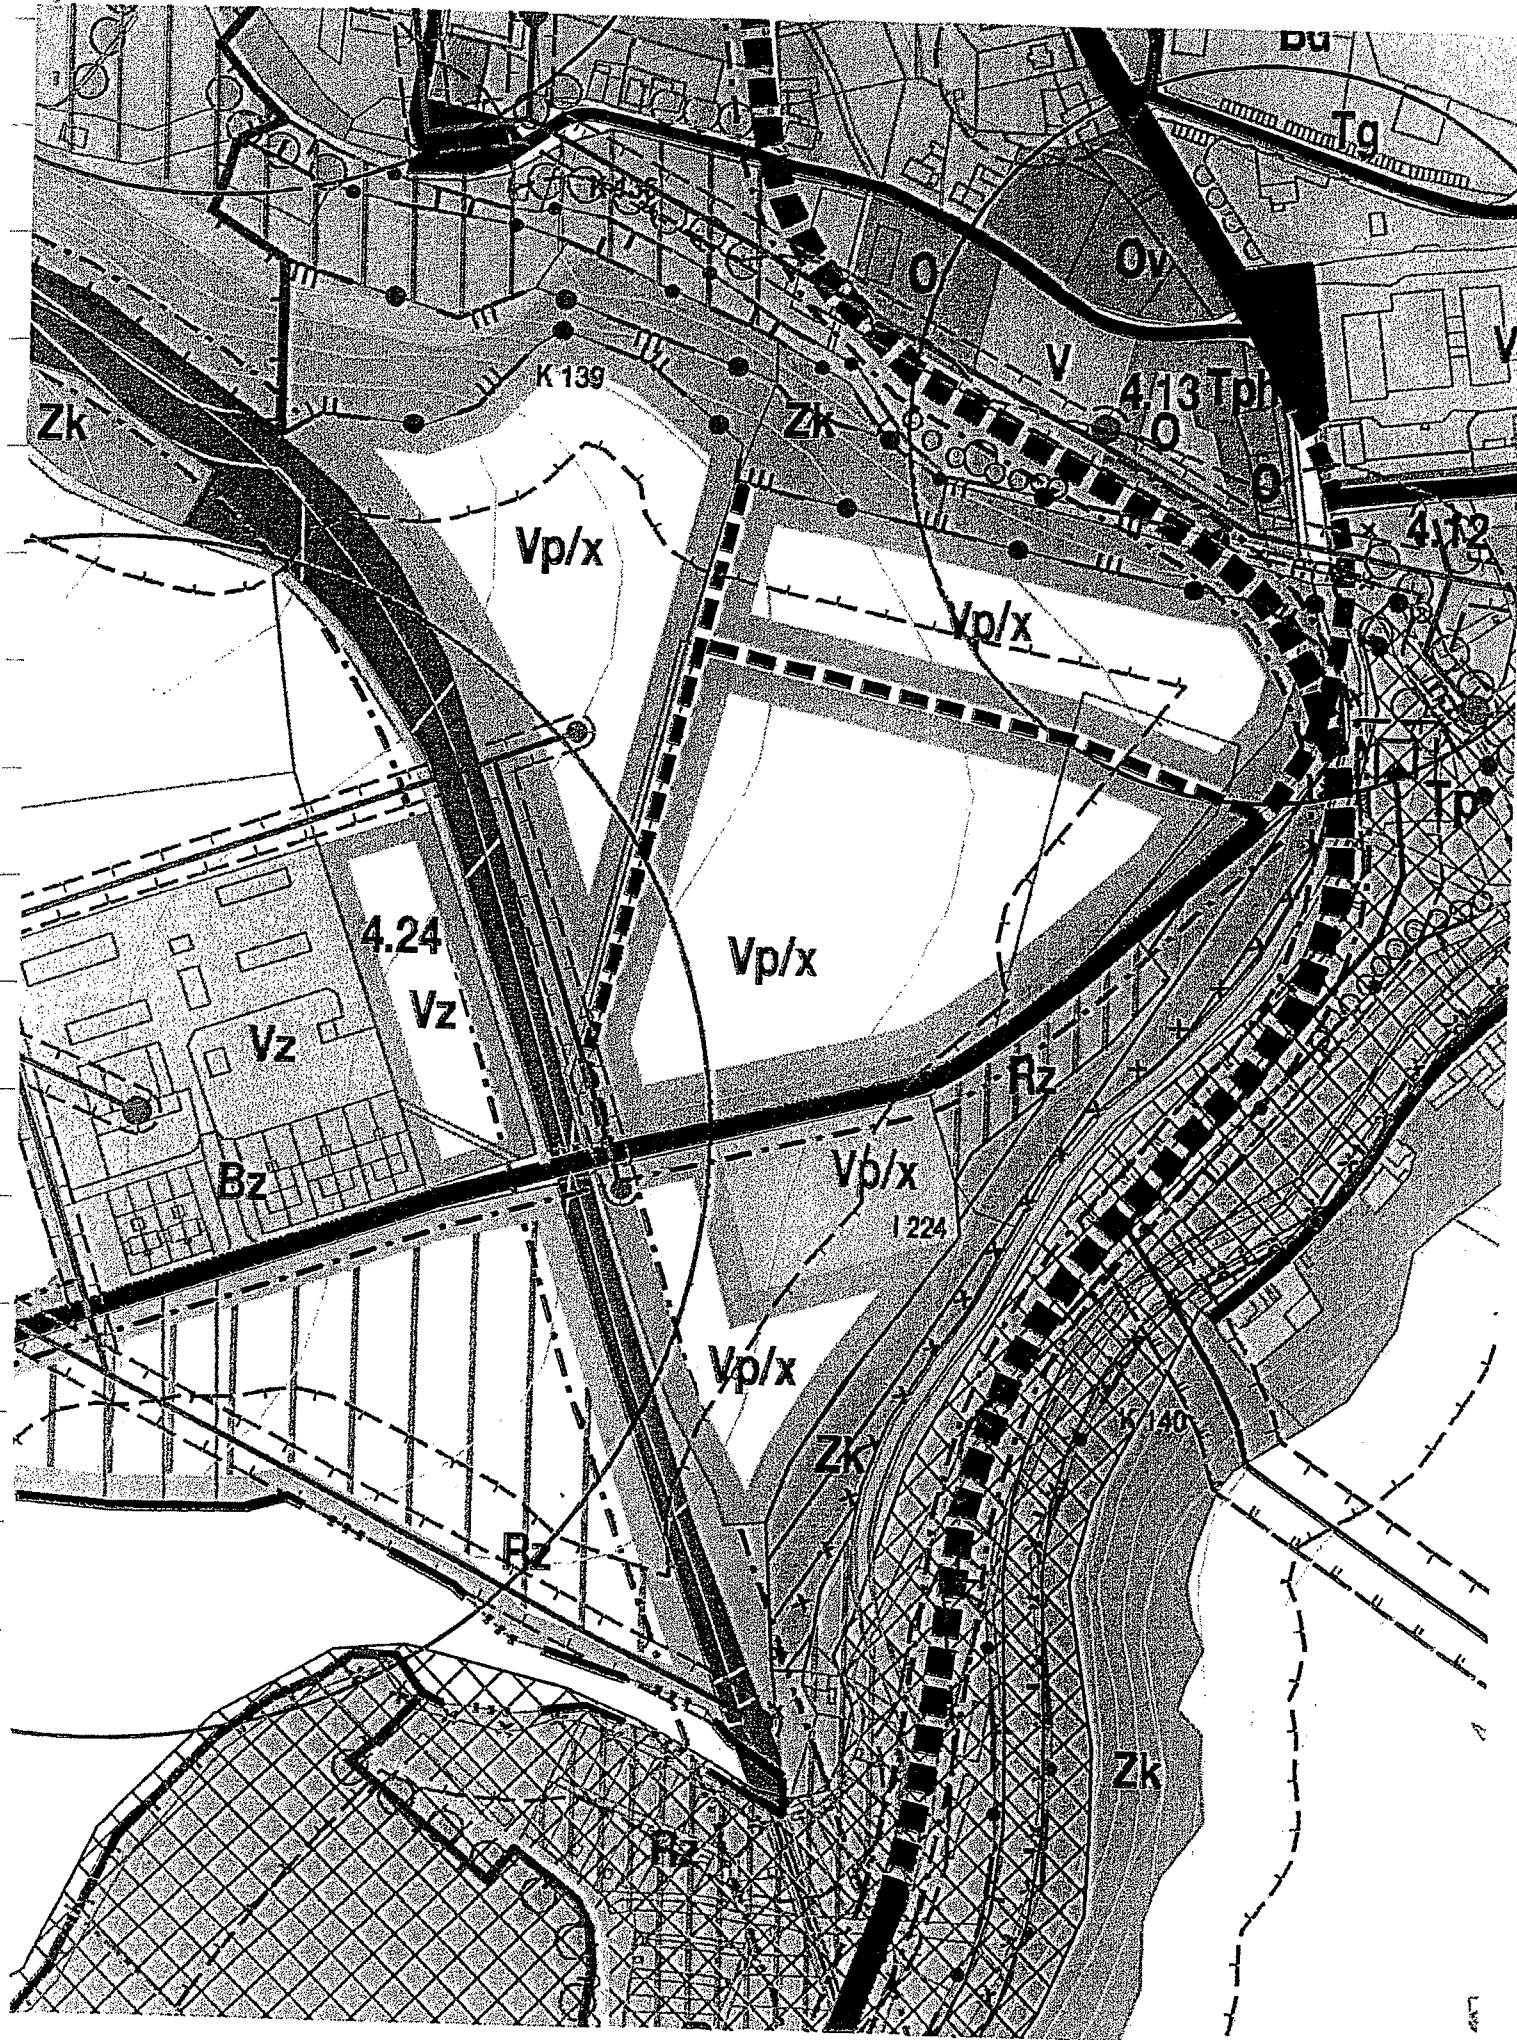 Bu
Tg
Ov
O
V
V
K 139
4.13
Tph
Zk
Zk
O
O
4.12
Vp/x
Vp/x
Tp
4.24
Vp/x
Vz
Vz
Rz
Bz
Vp/x
I 224
Vp/x
K 140
Zk
Rz
Zk
Rz